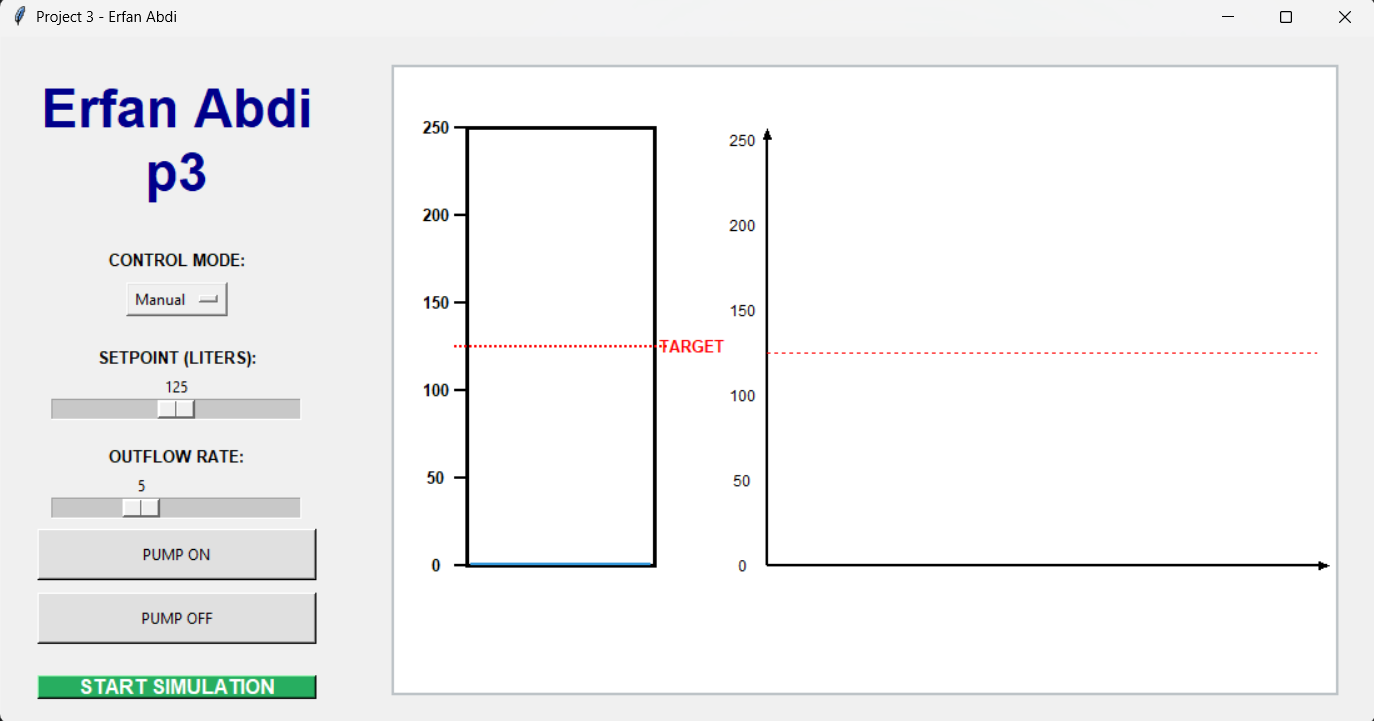 Project 3 - Erfan Abdi
Erfan Abdi
p3
CONTROL MODE:
Manual
SETPOINT (LITERS):
125
OUTFLOW RATE:
5
PUMP ON
PUMP OFF
START SIMULATION
250
200
150
TARGET
100
50
0
250
200
150
100
50
0